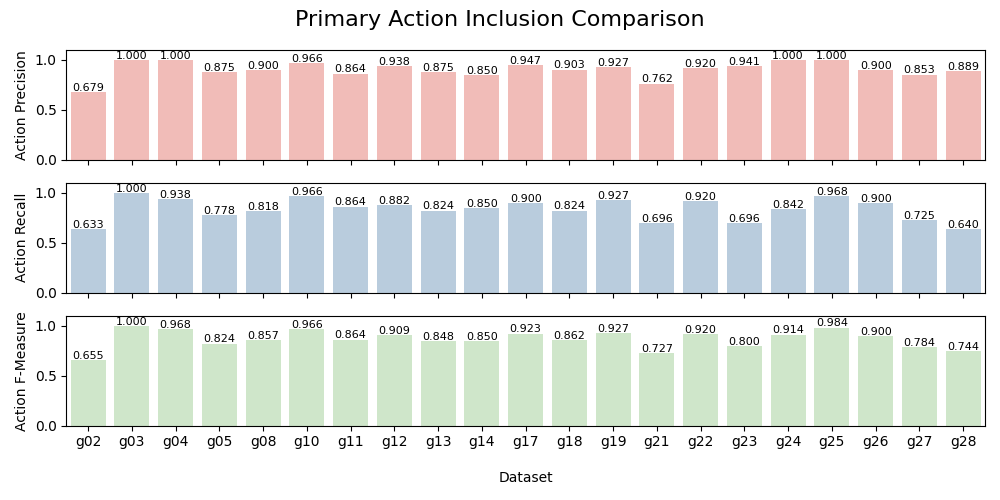 Primary Action Inclusion Comparison
Action Precision
1.0
0.5
0.0
0.679 1.000 1.000 0.875 0.900 0.966 0.864 0.938 0.875 0.850 0.947 0.903 0.927 0.762 0.920 0.941 1.000 1.000 0.900 0.853 0.889
Action Recall
1.0
0.5
0.0
0.633 1.000 0.938 0.778 0.818 0.966 0.864 0.882 0.824 0.850 0.900 0.824 0.927 0.696 0.920 0.696 0.842 0.968 0.900 0.725 0.640
Action F-Measure
1.0
0.5
0.0
0.655 1.000 0.968 0.824 0.857 0.966 0.864 0.909 0.848 0.850 0.923 0.862 0.927 0.727 0.920 0.800 0.914 0.984 0.900 0.784 0.744
g02 g03 g04 g05 g08 g10 g11 g12 g13 g14 g17 g18 g19 g21 g22 g23 g24 g25 g26 g27 g28
Dataset